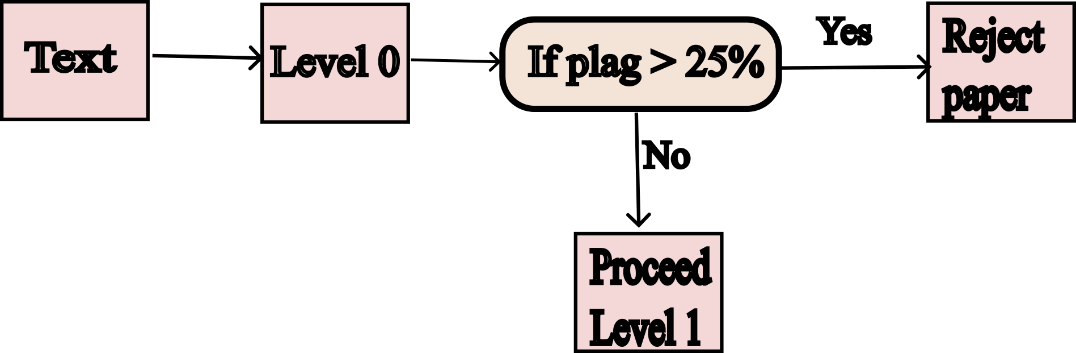 Text
Level 0
If plag > 25%
Yes
Reject
paper
No
Proceed
Level 1